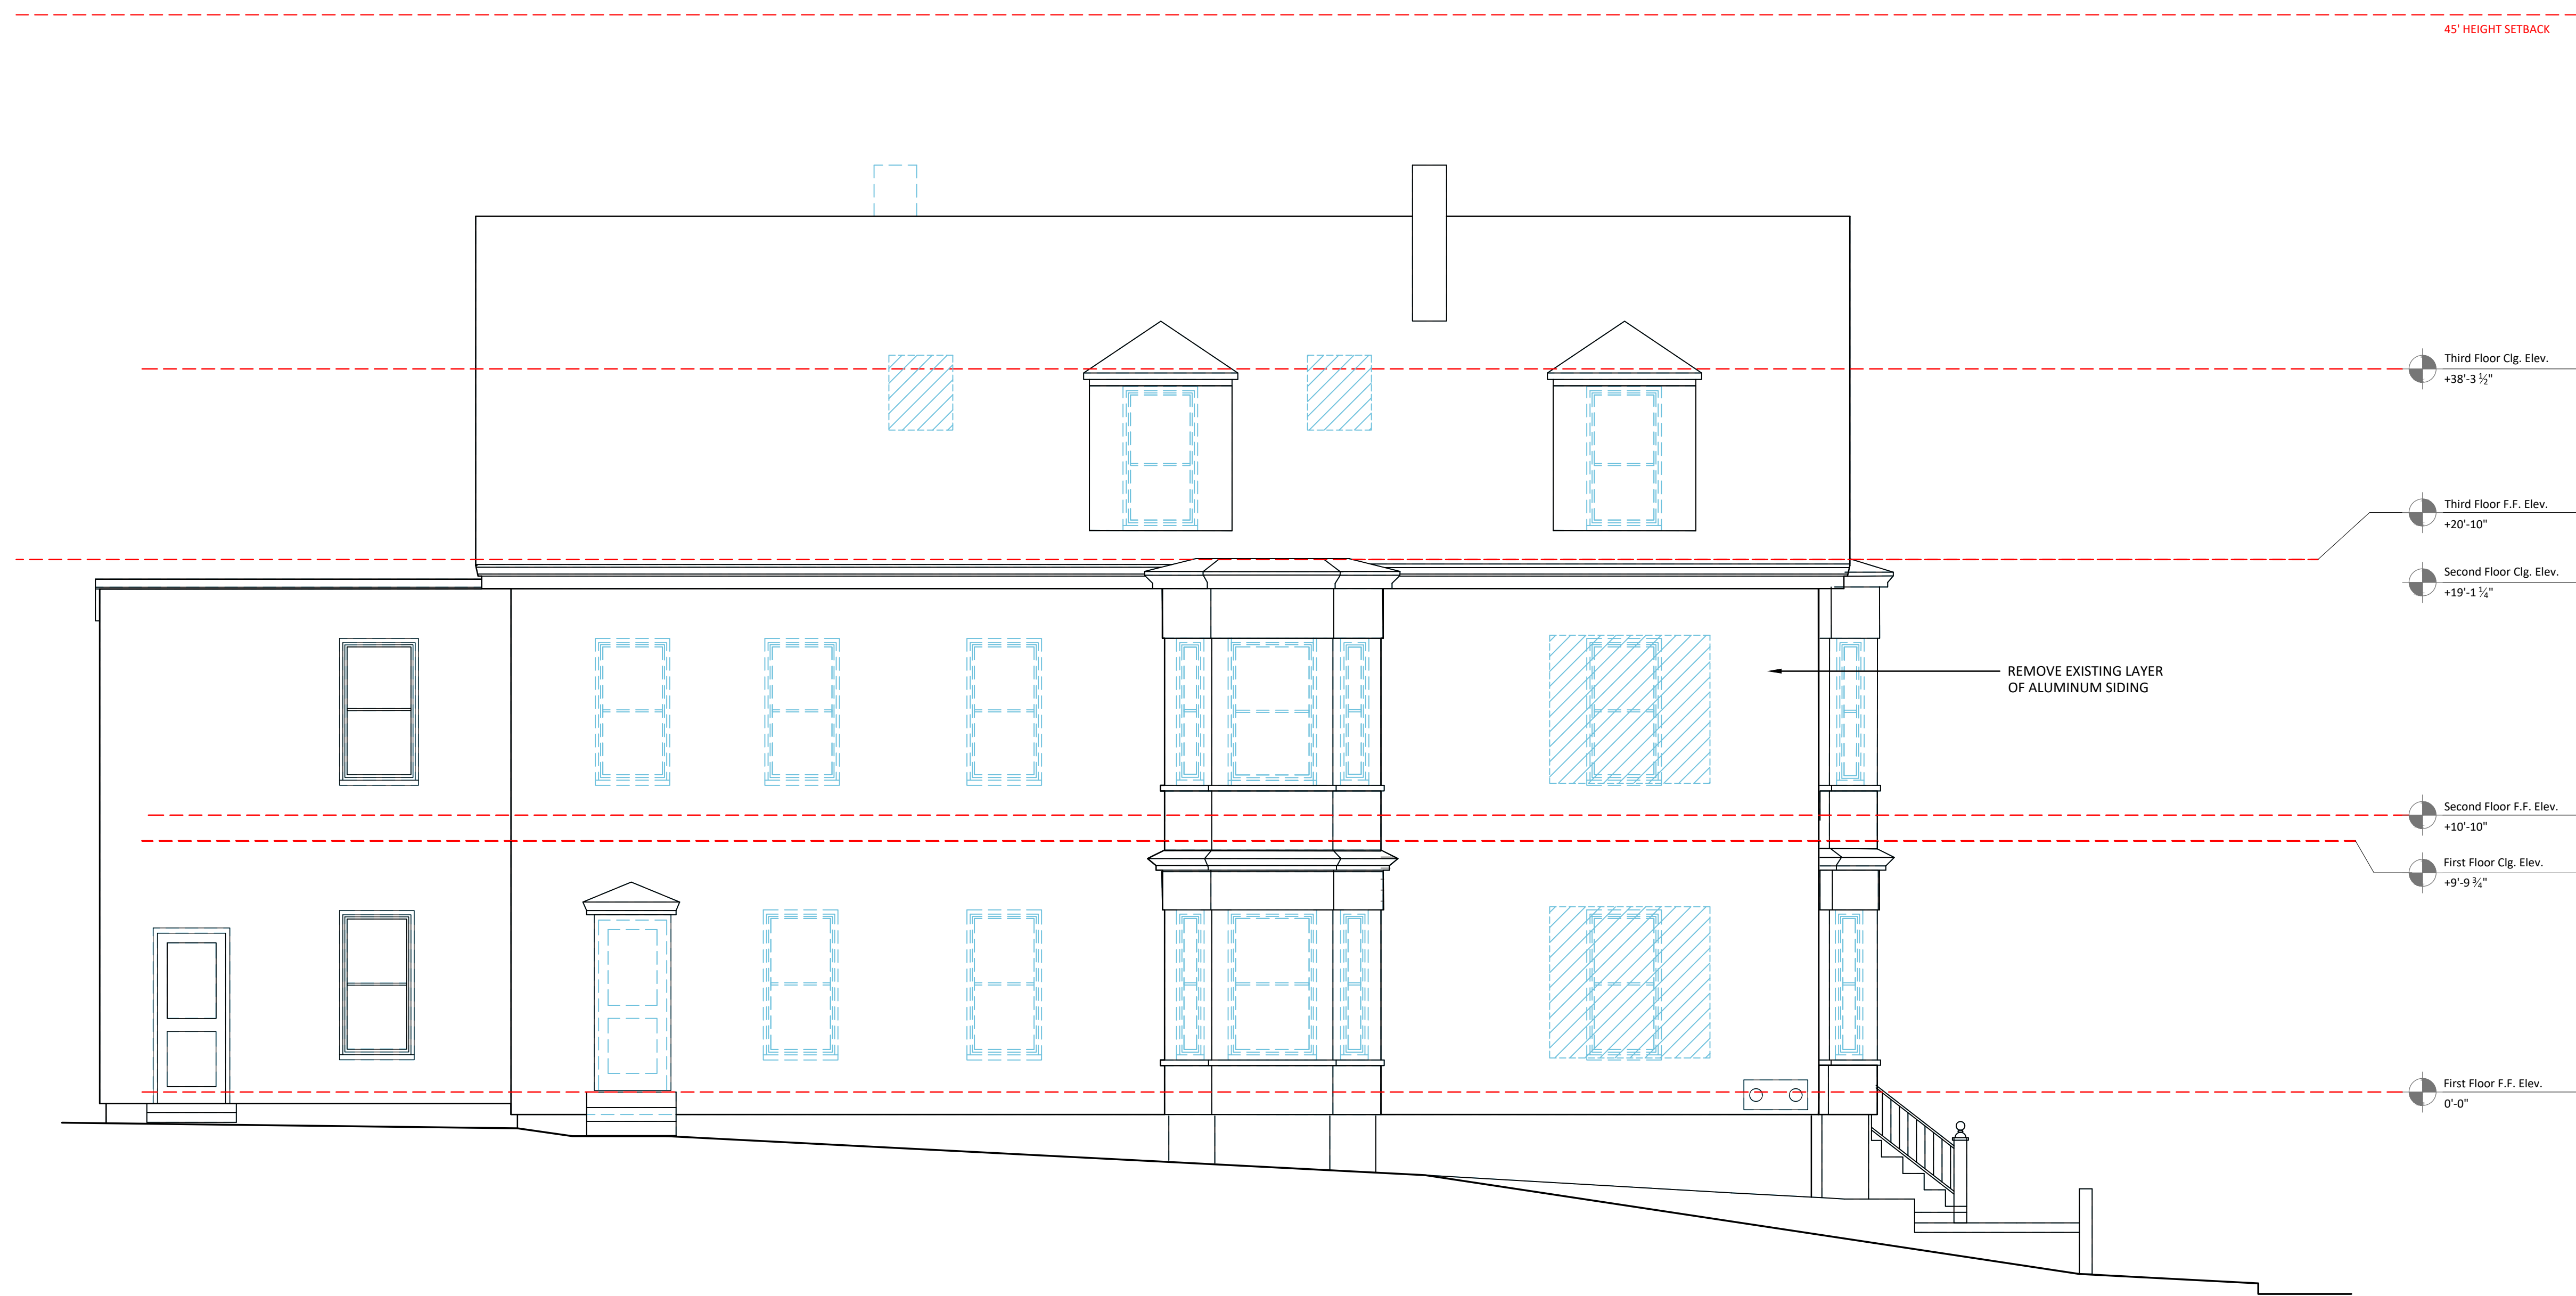 45' HEIGHT SETBACK
Third Floor Clg. Elev.
+38'-3 ½"
Third Floor F.F. Elev.
+20'-10"
Second Floor Clg. Elev.
+19'-1 ¼"
REMOVE EXISTING LAYER
OF ALUMINUM SIDING
Second Floor F.F. Elev.
+10'-10"
First Floor Clg. Elev.
+9'-9 ¾"
First Floor F.F. Elev.
0'-0"